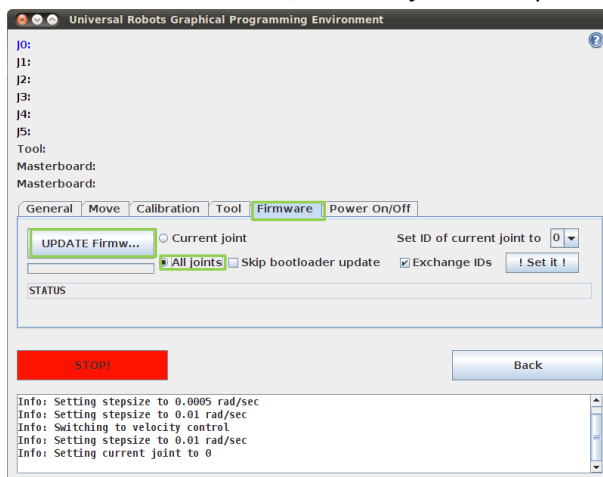 Universal Robots Graphical Programming Environment
J0:
J1:
J2:
J3:
J4:
J5:
Tool:
Masterboard:
Masterboard:
General Move Calibration Tool Firmware Power On/Off
UPDATE Firmw... Current joint Set ID of current joint to 0
All joints Skip bootloader update Exchange IDs ! Set it !
STATUS
STOP! Back
Info: Setting stepsize to 0.0005 rad/sec
Info: Setting stepsize to 0.01 rad/sec
Info: Switching to velocity control
Info: Setting stepsize to 0.01 rad/sec
Info: Setting current joint to 0